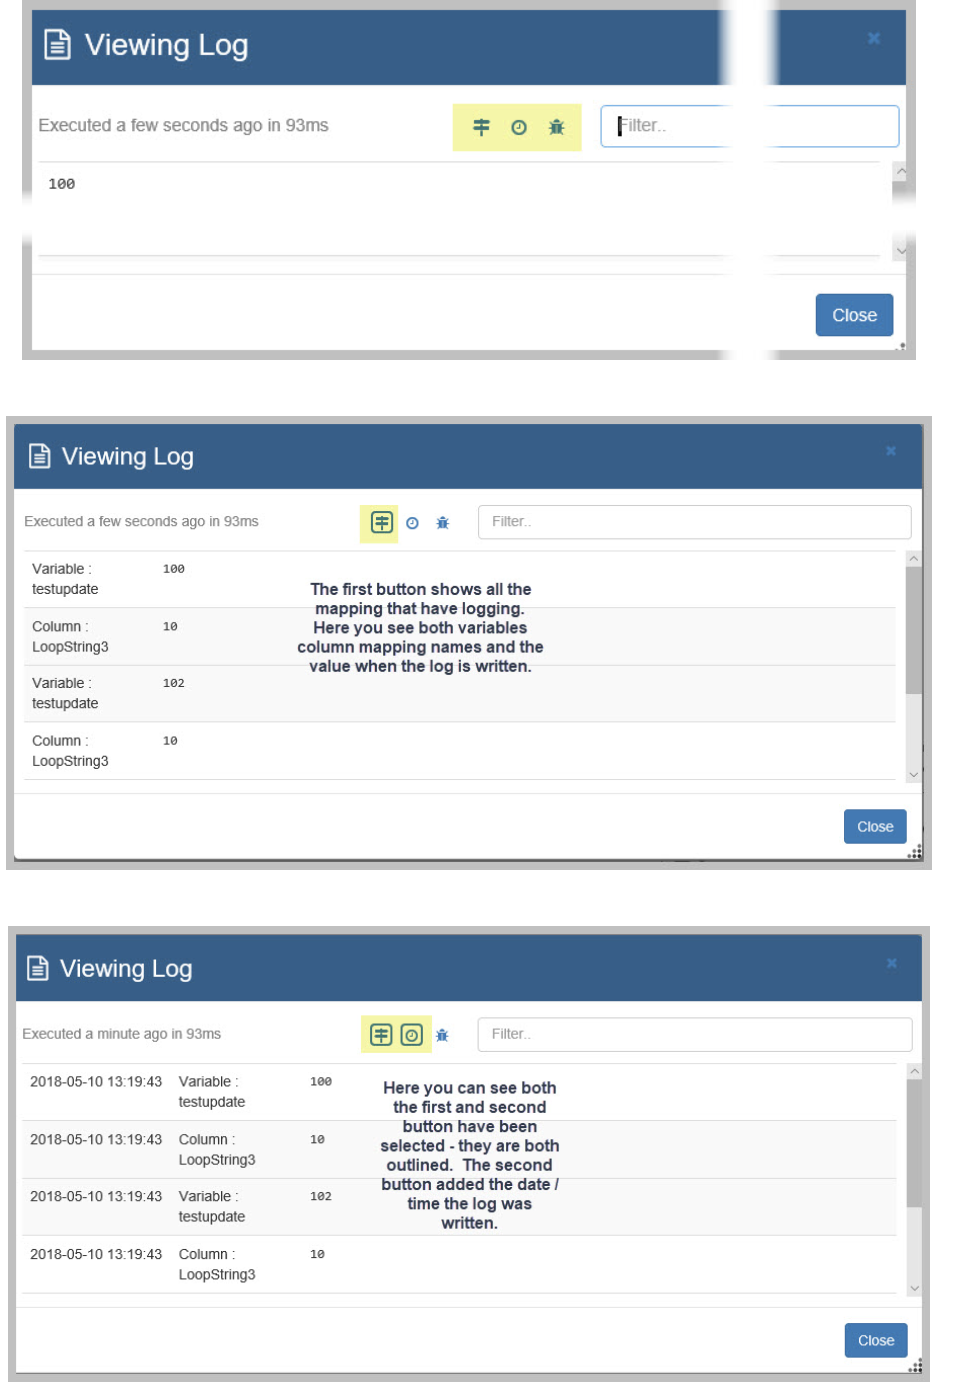 Viewing Log
Executed a few seconds ago in 93ms
Filter..
100
Close
Viewing Log
Executed a few seconds ago in 93ms
Filter..
Variable :
testupdate
100
Column :
LoopString3
10
Variable :
testupdate
102
Column :
LoopString3
10
The first button shows all the
mapping that have logging.
Here you see both variables
column mapping names and the
value when the log is written.
Close
Viewing Log
Executed a minute ago in 93ms
Filter..
2018-05-10 13:19:43
Variable :
testupdate
100
2018-05-10 13:19:43
Column :
LoopString3
10
2018-05-10 13:19:43
Variable :
testupdate
102
2018-05-10 13:19:43
Column :
LoopString3
10
Here you can see both
the first and second
button have been
selected - they are both
outlined. The second
button added the date /
time the log was
written.
Close